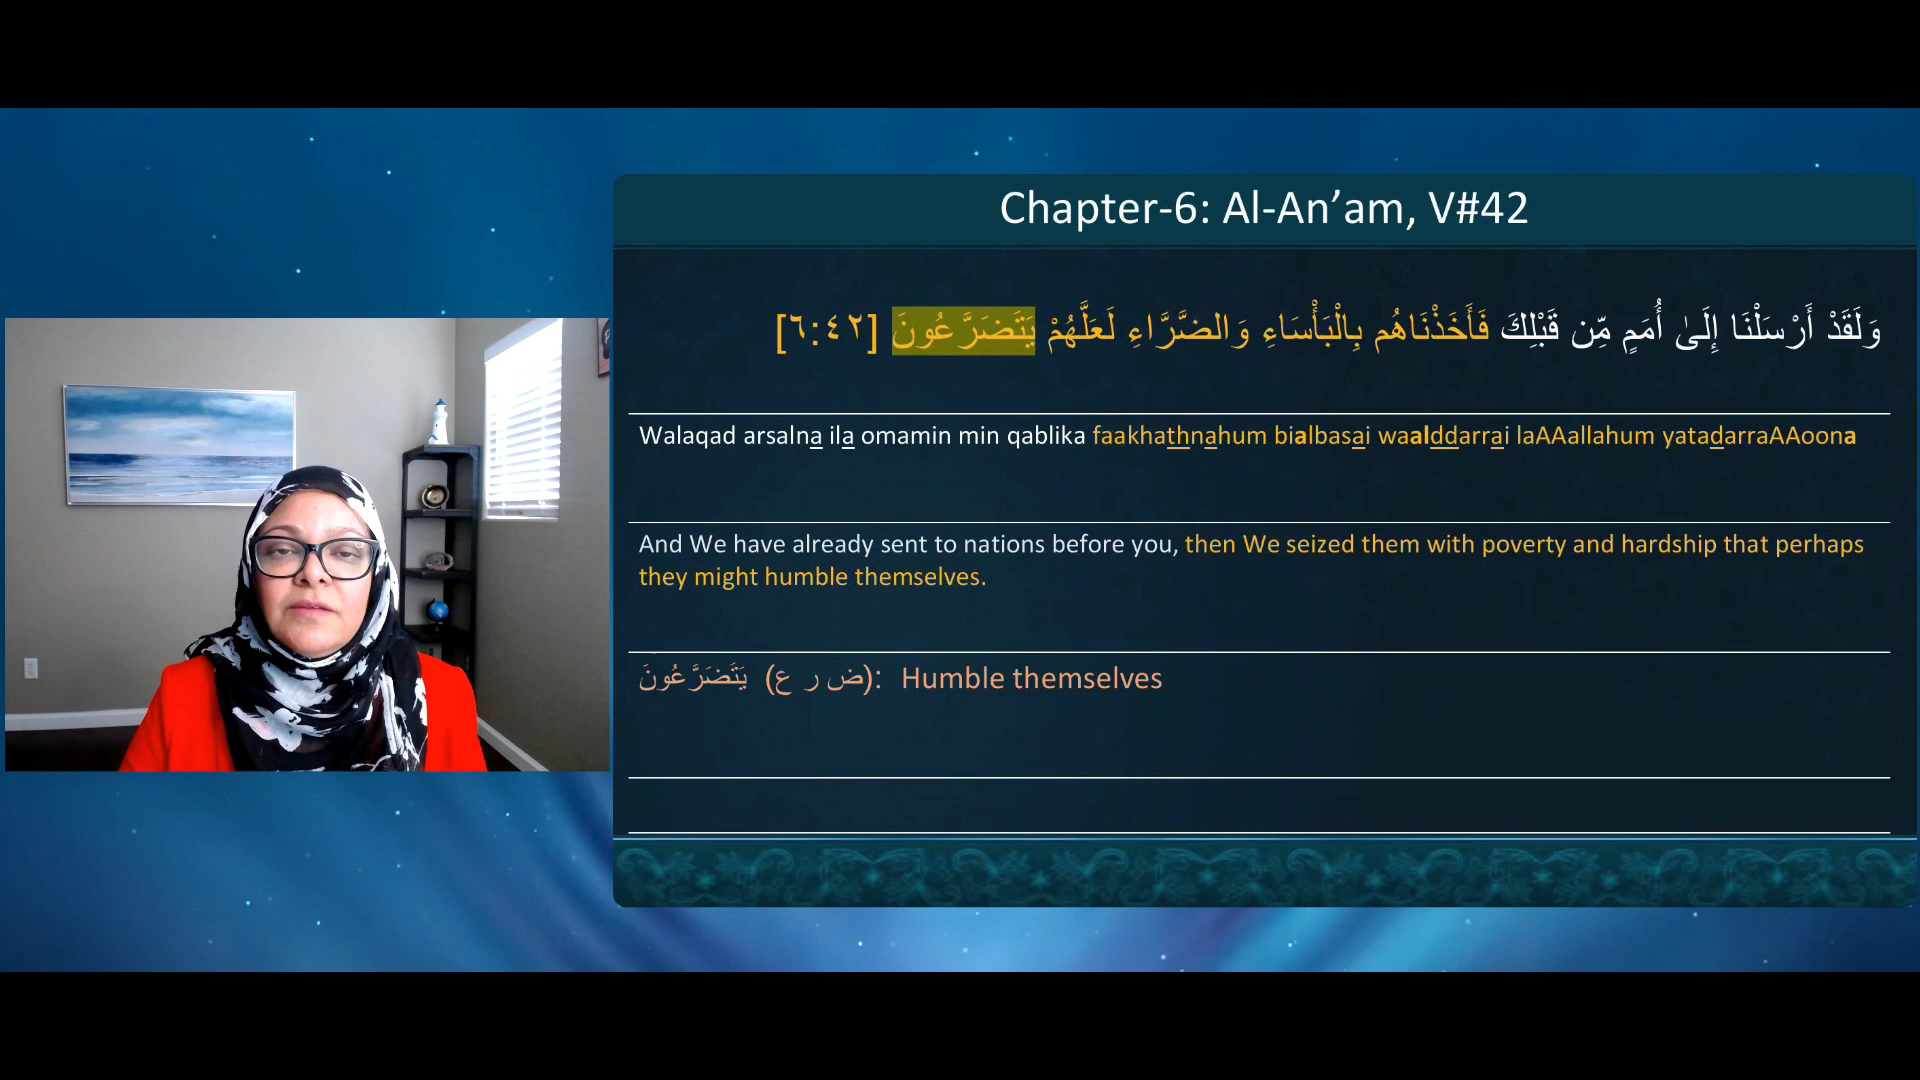 Chapter-6: Al-An’am, V#42
وَلَقَدْ أَرْسَلْنَا إِلَىٰ أُمَمٍ مِّن قَبْلِكَ فَأَخَذْنَاهُم بِالْبَأْسَاءِ وَالضَّرَّاءِ لَعَلَّهُمْ يَتَضَرَّعُونَ [٦:٤٢]
Walaqad arsalna ila omamin min qablika faakhathnahum bialbasai waalddarrai laAAallahum yatadarraAAoona
And We have already sent to nations before you, then We seized them with poverty and hardship that perhaps
they might humble themselves.
يَتَضَرَّعُونَ (ض ر ع): Humble themselves